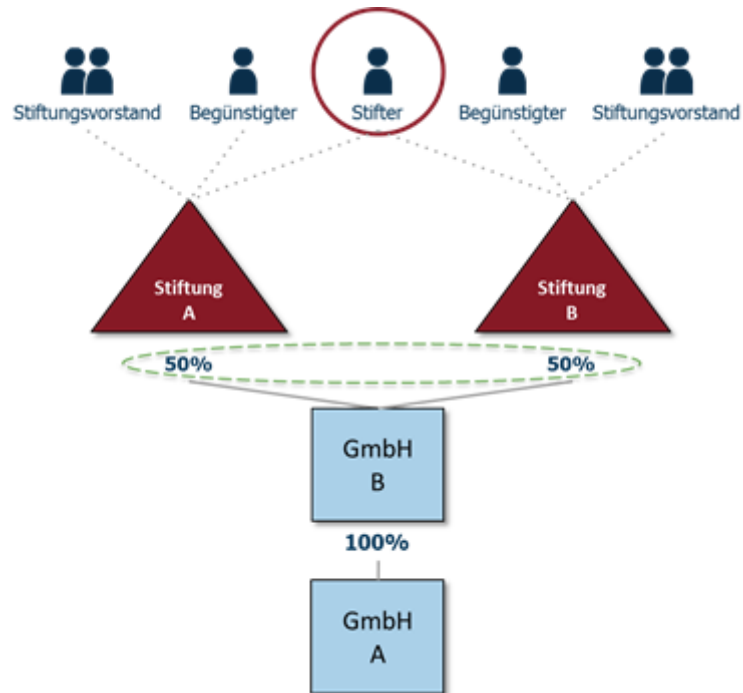 Stiftungsvorstand Begünstigter Stifter Begünstigter Stiftungsvorstand
Stiftung
A
Stiftung
B
50% 50%
GmbH
B
100%
GmbH
A